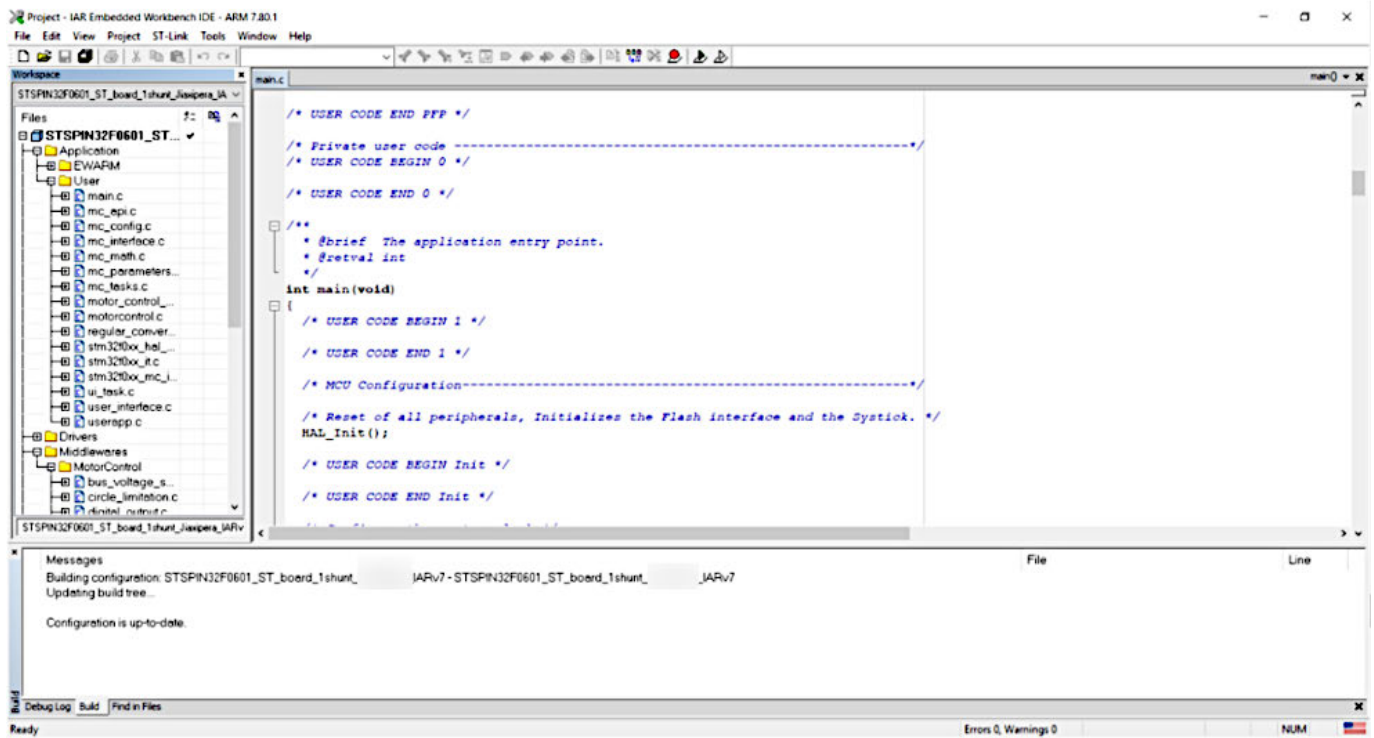 Project - IAR Embedded Workbench IDE - ARM 7.80.1
File Edit View Project ST-Link Tools Window Help
Workspace
STSPIN32F0601_ST_board_1shunt_Jiaxipera_IA
Files
STSPIN32F0601_ST...
Application
EWARM
User
main.c
mc_api.c
mc_config.c
mc_interface.c
mc_math.c
mc_parameters...
mc_tasks.c
motor_control_...
motorcontrol.c
regular_conver...
stm32f0xx_hal_...
stm32f0xx_it.c
stm32f0xx_mc_i...
ui_task.c
user_interface.c
userapp.c
Drivers
Middlewares
MotorControl
bus_voltage_s...
circle_limitation.c
digital_output.c
STSPIN32F0601_ST_board_1shunt_Jiaxipera_IARv
main.c
main()
/* USER CODE END PFP */
/* Private user code ---------------------------------------------------------*/
/* USER CODE BEGIN 0 */
/* USER CODE END 0 */
/**
* @brief  The application entry point.
* @retval int
*/
int main(void)
{
/* USER CODE BEGIN 1 */
/* USER CODE END 1 */
/* MCU Configuration--------------------------------------------------------*/
/* Reset of all peripherals, Initializes the Flash interface and the Systick. */
HAL_Init();
/* USER CODE BEGIN Init */
/* USER CODE END Init */
Messages File Line
Building configuration: STSPIN32F0601_ST_board_1shunt_ IARv7 - STSPIN32F0601_ST_board_1shunt_ _IARv7
Updating build tree...
Configuration is up-to-date.
Build
Debug Log Build Find in Files
Ready Errors 0, Warnings 0 NUM